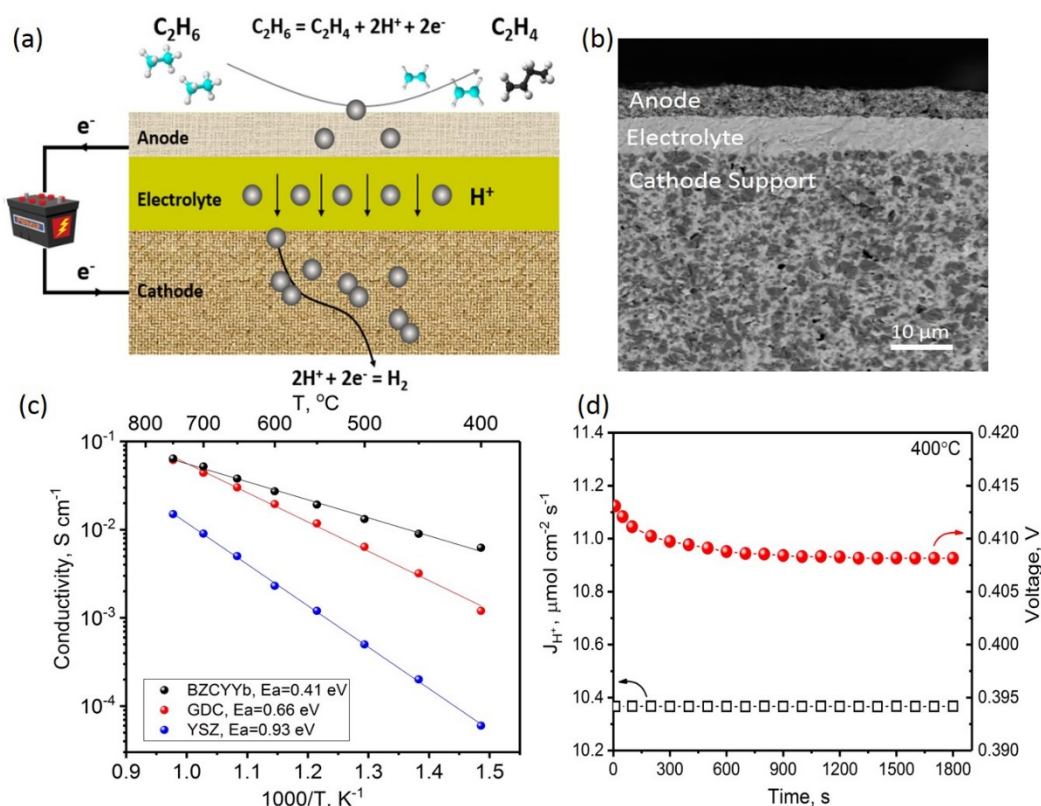 (a)
C₂H₆
C₂H₆ = C₂H₄ + 2H⁺ + 2e⁻
C₂H₄
e⁻
Anode
Electrolyte
H⁺
e⁻
Cathode
2H⁺ + 2e⁻ = H₂
(b)
Anode
Electrolyte
Cathode Support
10 µm
(c)
T, °C
800 700 600 500 400
10⁻¹
10⁻²
10⁻³
10⁻⁴
Conductivity, S cm⁻¹
BZCYYb, Ea=0.41 eV
GDC, Ea=0.66 eV
YSZ, Ea=0.93 eV
0.9 1.0 1.1 1.2 1.3 1.4 1.5
1000/T, K⁻¹
(d)
400°C
11.4
11.2
11.0
10.8
10.6
10.4
10.2
J_H⁺, µmol cm⁻² s⁻¹
0.420
0.415
0.410
0.405
0.400
0.395
0.390
Voltage, V
0 300 600 900 1200 1500 1800
Time, s